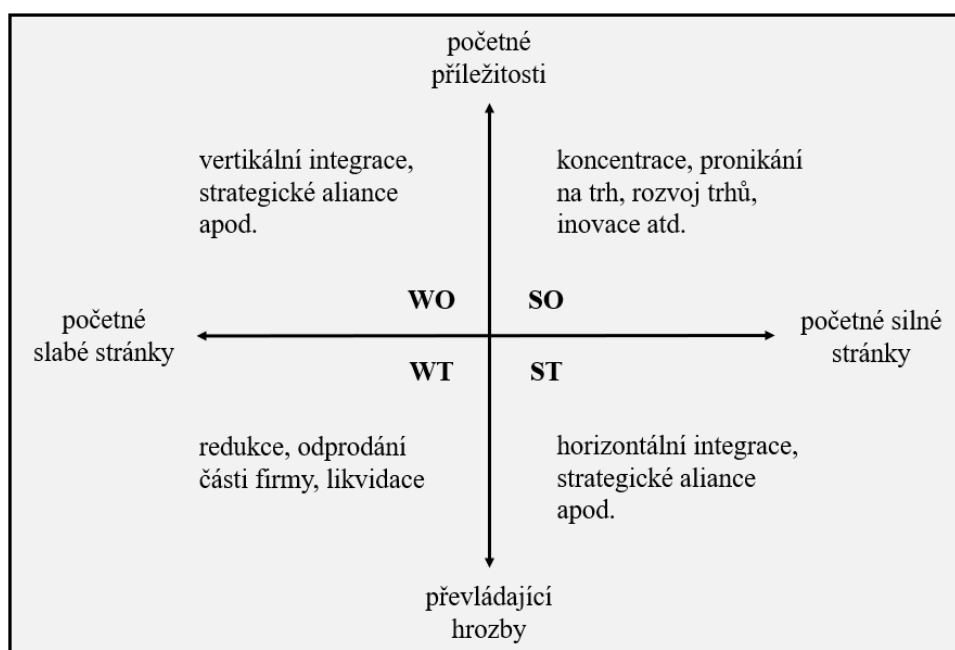 početné
příležitosti
vertikální integrace,
strategické aliance
apod.
koncentrace, pronikání
na trh, rozvoj trhů,
inovace atd.
WO
SO
početné
slabé stránky
početné silné
stránky
WT
ST
redukce, odprodání
části firmy, likvidace
horizontální integrace,
strategické aliance
apod.
převládající
hrozby